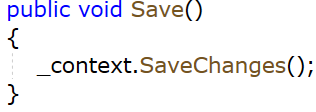 public void Save()
{
    _context.SaveChanges();
}